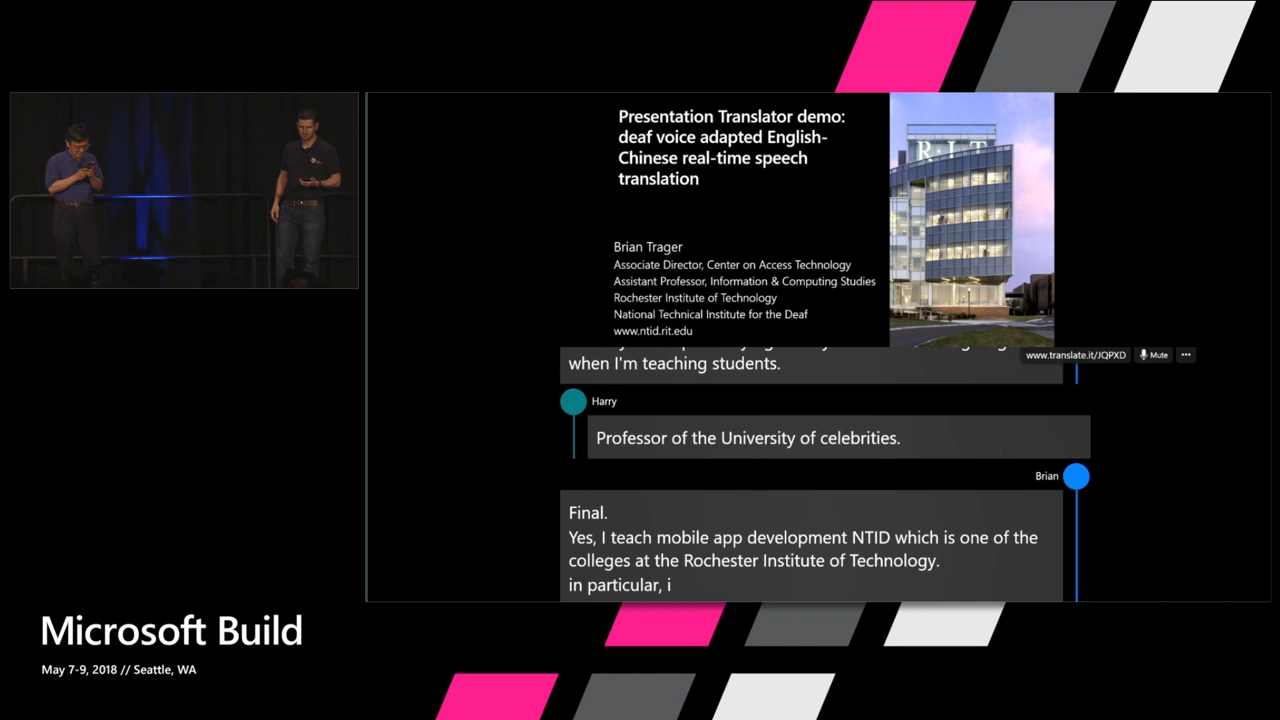 Presentation Translator demo:
deaf voice adapted English-
Chinese real-time speech
translation
R·I·T
Brian Trager
Associate Director, Center on Access Technology
Assistant Professor, Information & Computing Studies
Rochester Institute of Technology
National Technical Institute for the Deaf
www.ntid.rit.edu
www.translate.it/JQPXD
Mute
when I'm teaching students.
Harry
Professor of the University of celebrities.
Brian
Final.
Yes, I teach mobile app development NTID which is one of the
colleges at the Rochester Institute of Technology.
in particular, i
Microsoft Build
May 7-9, 2018 // Seattle, WA